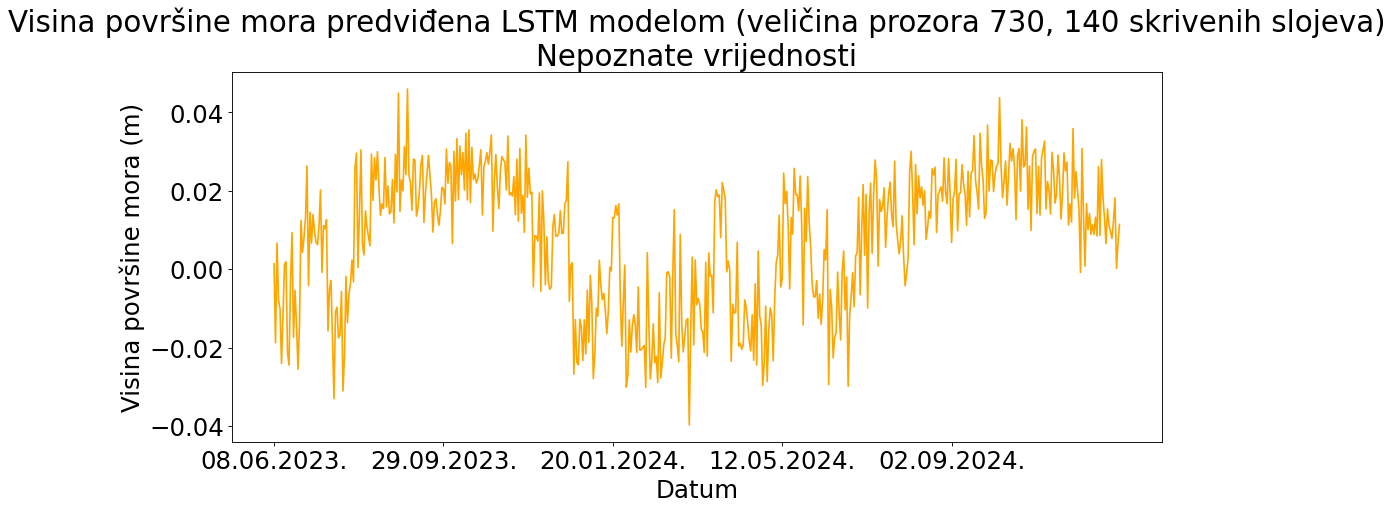 Visina površine mora predviđena LSTM modelom (veličina prozora 730, 140 skrivenih slojeva)
Nepoznate vrijednosti
Visina površine mora (m)
0.04
0.02
0.00
−0.02
−0.04
08.06.2023. 29.09.2023. 20.01.2024. 12.05.2024. 02.09.2024.
Datum